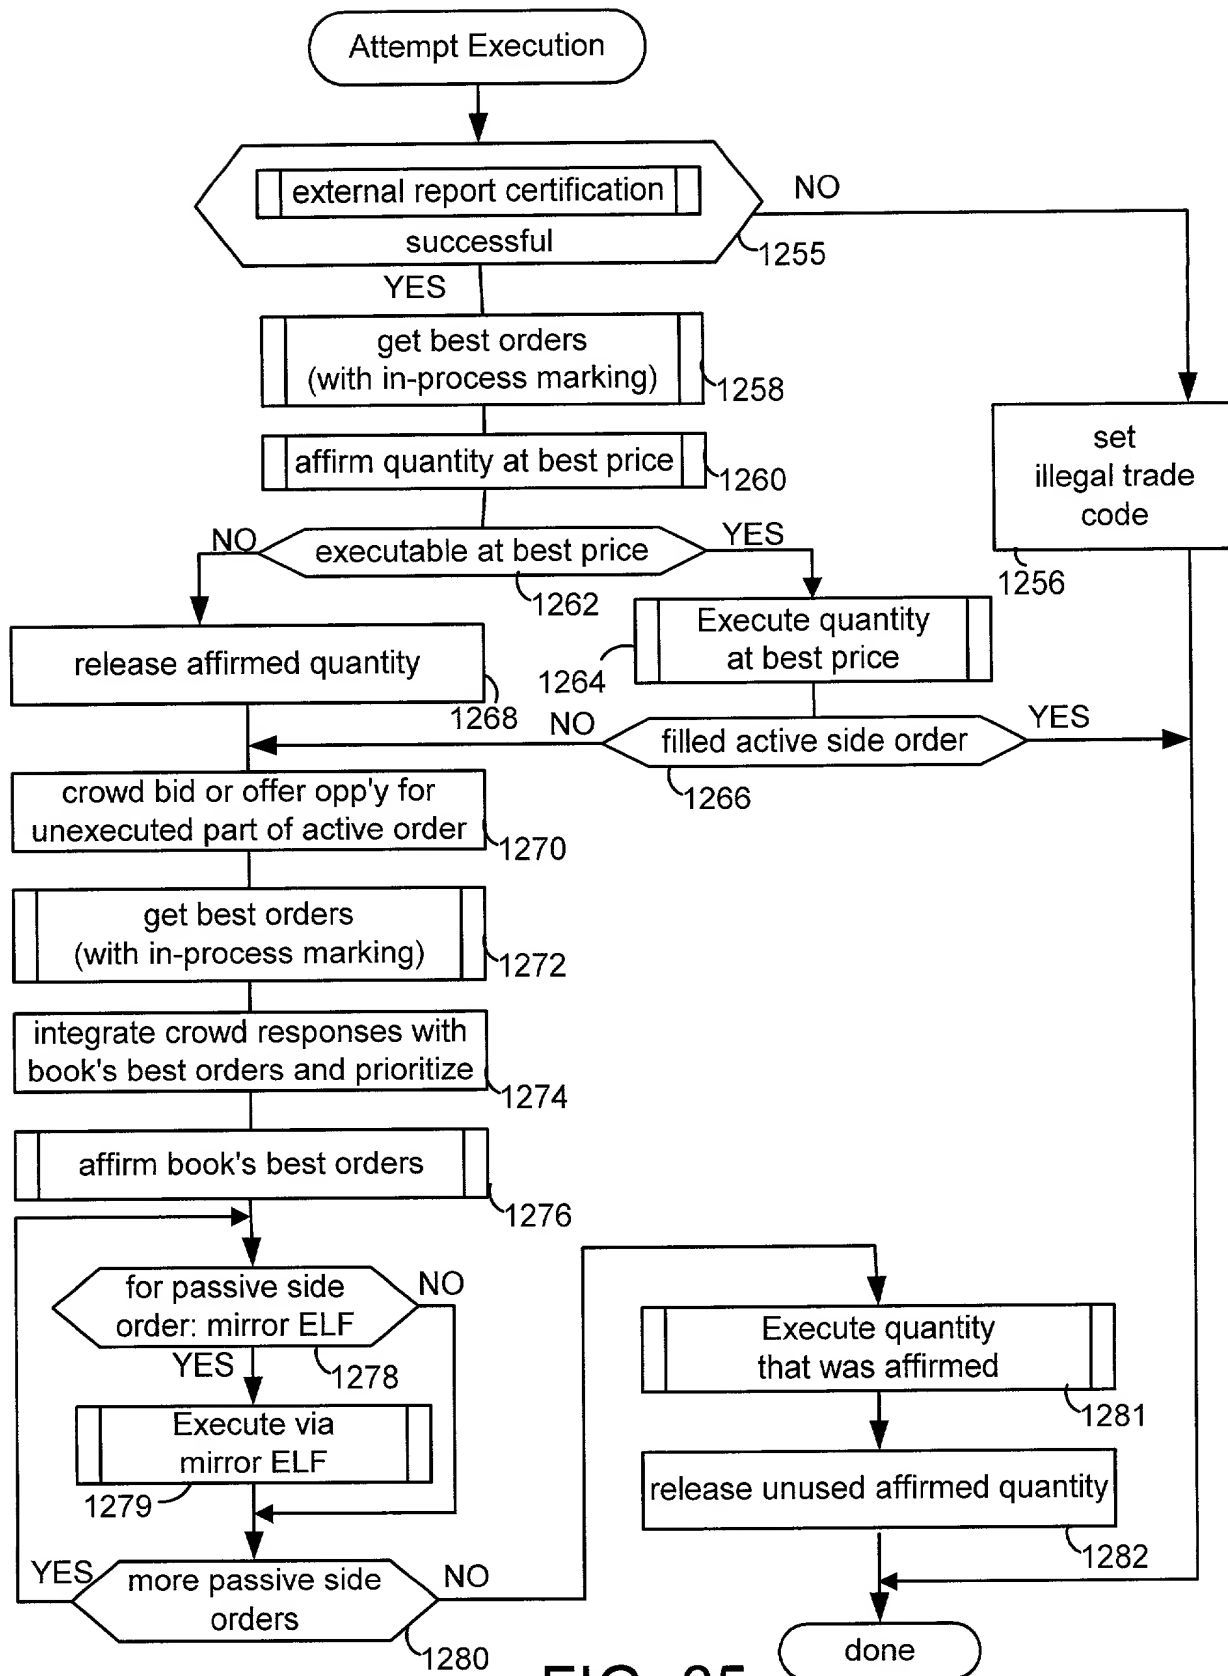 Attempt Execution
external report certification
successful
NO
1255
YES
get best orders
(with in-process marking)
1258
set
illegal trade
code
1256
affirm quantity at best price
1260
NO
executable at best price
YES
1262
Execute quantity
at best price
1264
release affirmed quantity
1268
NO
filled active side order
YES
1266
crowd bid or offer opp'y for
unexecuted part of active order
1270
get best orders
(with in-process marking)
1272
integrate crowd responses with
book's best orders and prioritize
1274
affirm book's best orders
1276
for passive side
order: mirror ELF
NO
YES
1278
Execute via
mirror ELF
1279
YES
more passive side
orders
NO
1280
Execute quantity
that was affirmed
1281
release unused affirmed quantity
1282
done